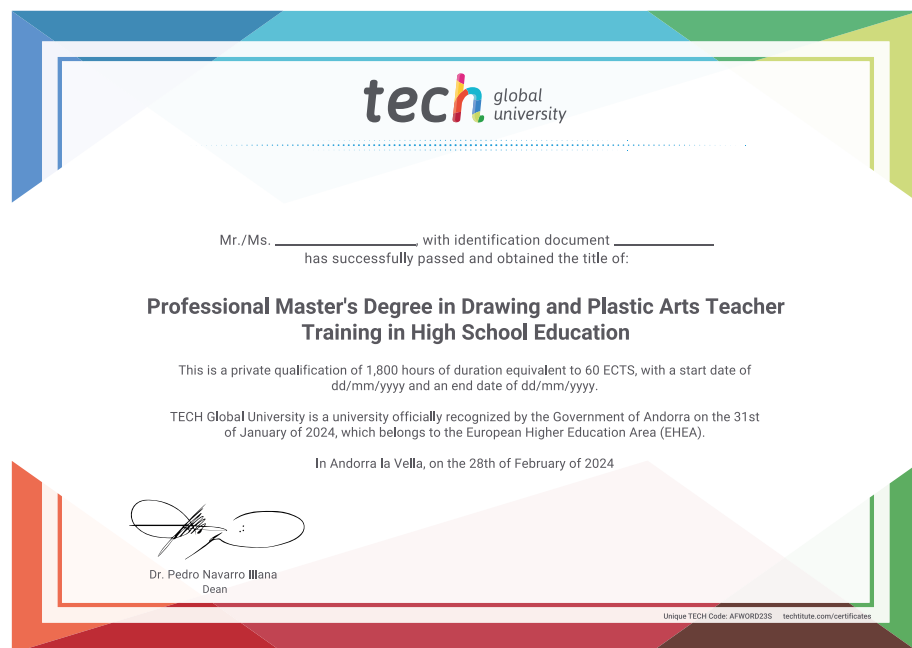 tech global
university
Mr./Ms. ____________, with identification document ____________
has successfully passed and obtained the title of:
Professional Master's Degree in Drawing and Plastic Arts Teacher
Training in High School Education
This is a private qualification of 1,800 hours of duration equivalent to 60 ECTS, with a start date of
dd/mm/yyyy and an end date of dd/mm/yyyy.
TECH Global University is a university officially recognized by the Government of Andorra on the 31st
of January of 2024, which belongs to the European Higher Education Area (EHEA).
In Andorra la Vella, on the 28th of February of 2024
Dr. Pedro Navarro Illana
Dean
Unique TECH Code: AFWORD23S techtitute.com/certificates